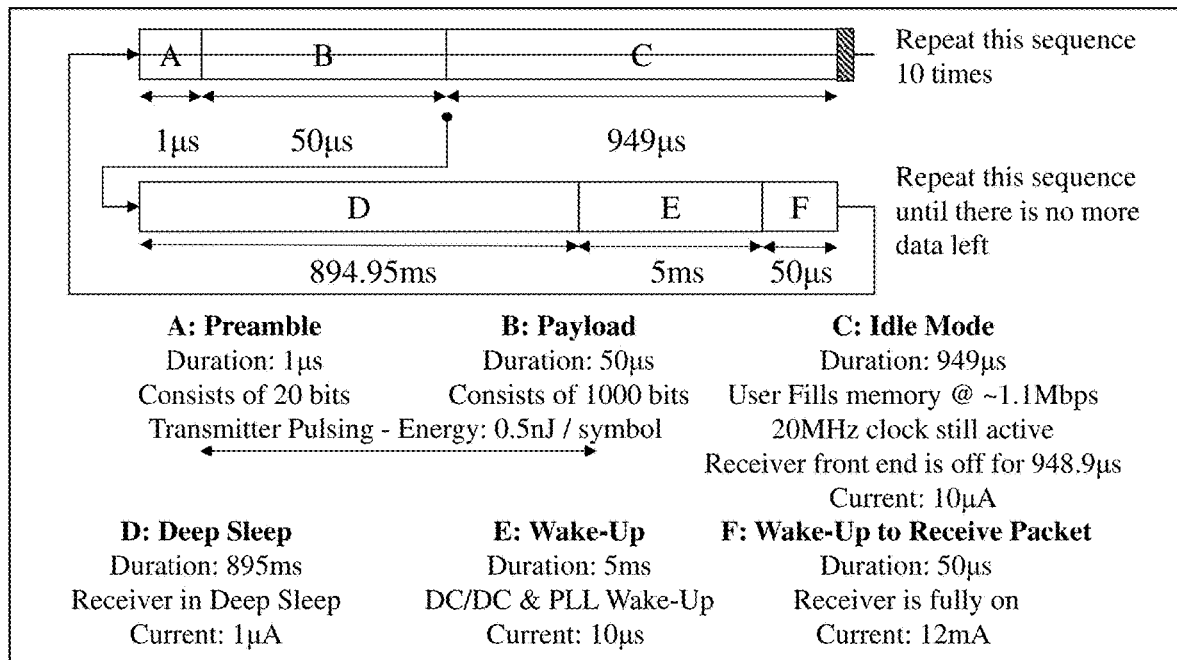 A B C
Repeat this sequence
10 times
1μs 50μs 949μs
Repeat this sequence
until there is no more
data left
D E F
894.95ms 5ms 50μs
A: Preamble
Duration: 1μs
Consists of 20 bits
B: Payload
Duration: 50μs
Consists of 1000 bits
Transmitter Pulsing - Energy: 0.5nJ / symbol
C: Idle Mode
Duration: 949μs
User Fills memory @ ~1.1Mbps
20MHz clock still active
Receiver front end is off for 948.9μs
Current: 10μA
D: Deep Sleep
Duration: 895ms
Receiver in Deep Sleep
Current: 1μA
E: Wake-Up
Duration: 5ms
DC/DC & PLL Wake-Up
Current: 10μs
F: Wake-Up to Receive Packet
Duration: 50μs
Receiver is fully on
Current: 12mA